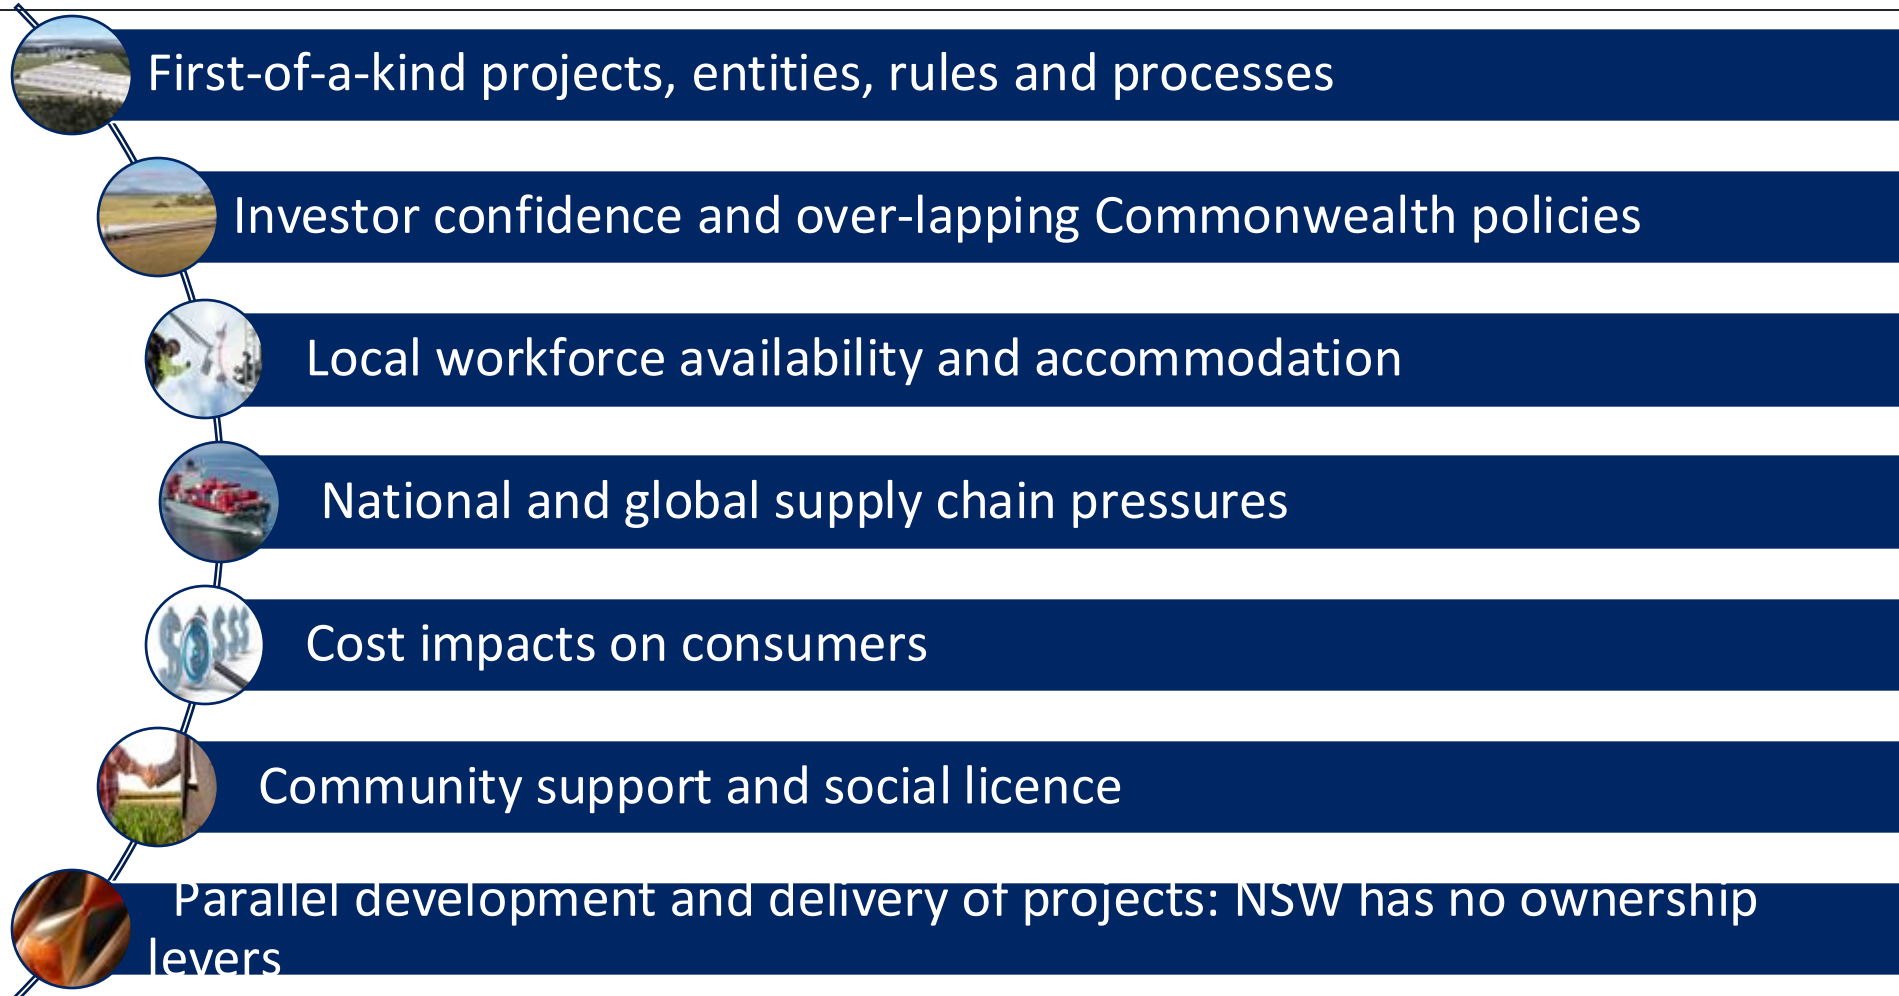 First-of-a-kind projects, entities, rules and processes
Investor confidence and over-lapping Commonwealth policies
Local workforce availability and accommodation
National and global supply chain pressures
Cost impacts on consumers
Community support and social licence
Parallel development and delivery of projects: NSW has no ownership
levers